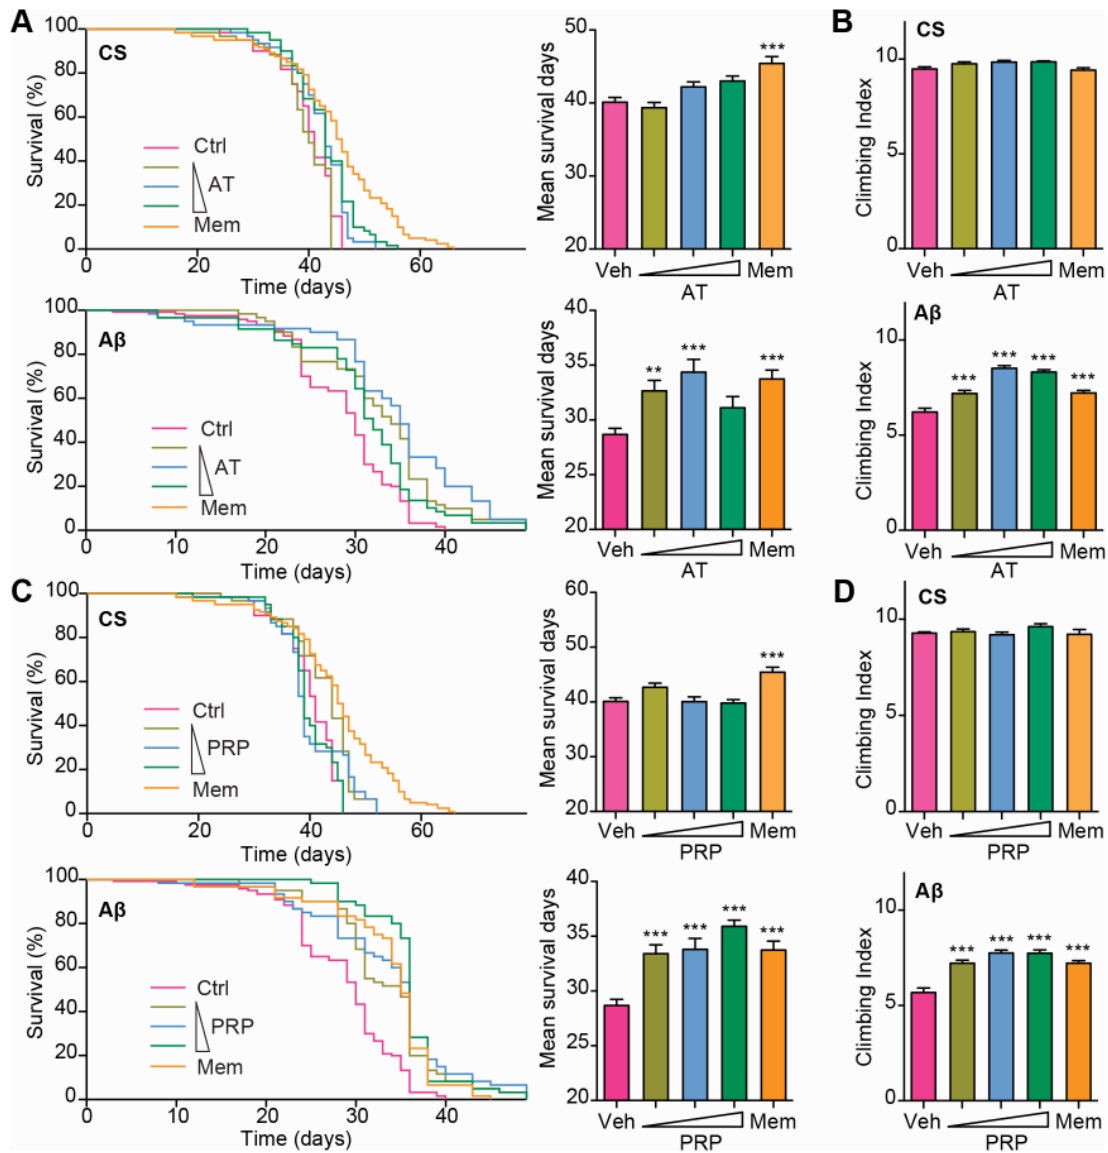 A
CS
Survival (%)
100
80
60
40
20
0
Ctrl
AT
Mem
0 20 40 60
Time (days)
Mean survival days
50
40
30
20
***
Veh Mem
AT
B
CS
Climbing Index
10
5
0
Veh Mem
AT
Aβ
Survival (%)
100
80
60
40
20
0
Ctrl
AT
Mem
0 10 20 30 40
Time (days)
Mean survival days
40
35
30
25
20
** *** ***
Veh Mem
AT
Aβ
Climbing Index
10
5
0
*** *** *** ***
Veh Mem
AT
C
CS
Survival (%)
100
80
60
40
20
0
Ctrl
PRP
Mem
0 20 40 60
Time (days)
Mean survival days
60
50
40
30
20
***
Veh Mem
PRP
D
CS
Climbing Index
10
5
0
Veh Mem
PRP
Aβ
Survival (%)
100
80
60
40
20
0
Ctrl
PRP
Mem
0 10 20 30 40
Time (days)
Mean survival days
40
35
30
25
20
*** *** *** ***
Veh Mem
PRP
Aβ
Climbing Index
10
5
0
*** *** *** ***
Veh Mem
PRP